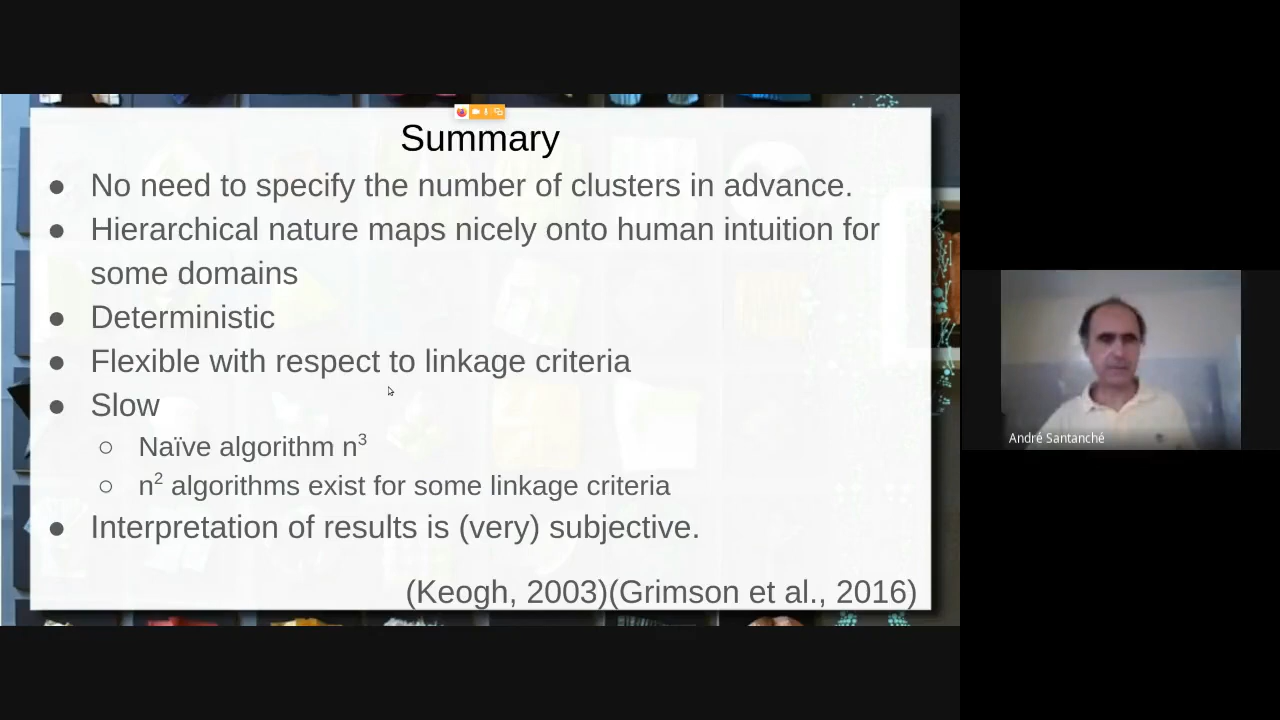 Summary
● No need to specify the number of clusters in advance.
● Hierarchical nature maps nicely onto human intuition for
some domains
● Deterministic
● Flexible with respect to linkage criteria
● Slow
○ Naïve algorithm n³
○ n² algorithms exist for some linkage criteria
● Interpretation of results is (very) subjective.
(Keogh, 2003)(Grimson et al., 2016)
André Santanchè